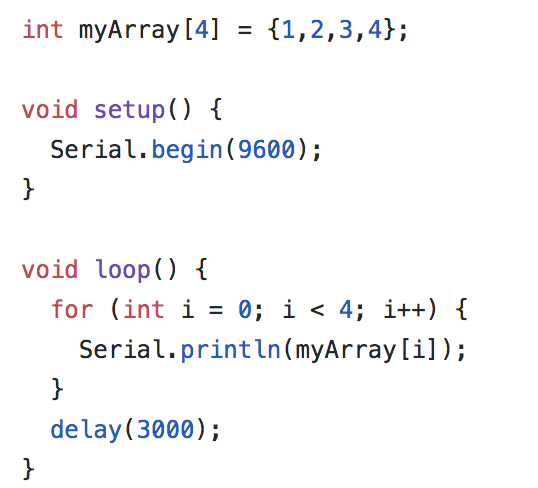 int myArray[4] = {1,2,3,4};

void setup() {
  Serial.begin(9600);
}

void loop() {
  for (int i = 0; i < 4; i++) {
    Serial.println(myArray[i]);
  }
  delay(3000);
}